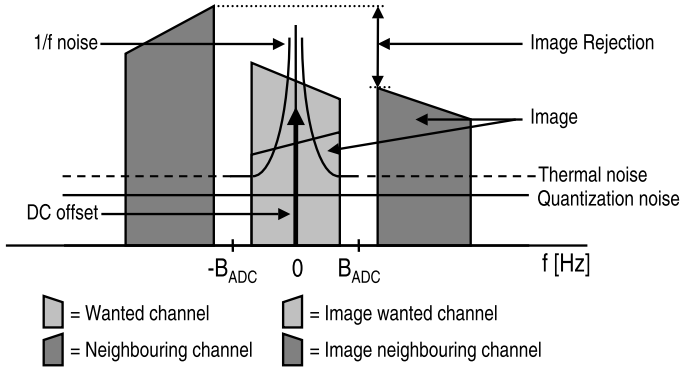 1/f noise
Image Rejection
Image
Thermal noise
Quantization noise
DC offset
-BADC 0 BADC f [Hz]
= Wanted channel = Image wanted channel
= Neighbouring channel = Image neighbouring channel